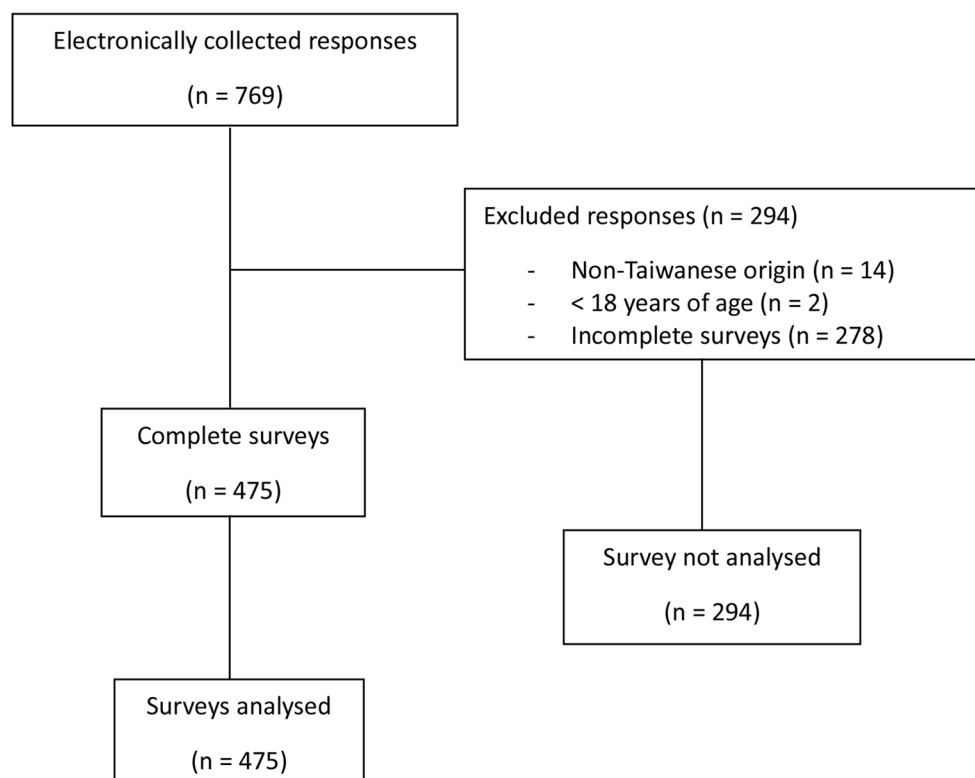 Electronically collected responses
(n = 769)
Excluded responses (n = 294)
- Non-Taiwanese origin (n = 14)
- < 18 years of age (n = 2)
- Incomplete surveys (n = 278)
Complete surveys
(n = 475)
Survey not analysed
(n = 294)
Surveys analysed
(n = 475)